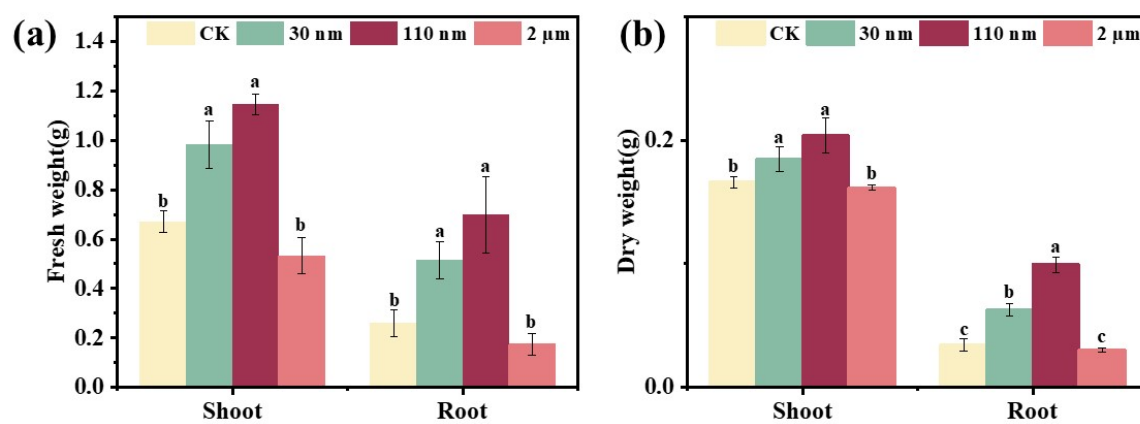 (a)
CK 30 nm 110 nm 2 μm
Fresh weight(g)
1.4
1.2
1.0
0.8
0.6
0.4
0.2
0.0
b a a b b a a b
Shoot Root
(b)
CK 30 nm 110 nm 2 μm
Dry weight(g)
0.2
0.0
b a a b c b a c
Shoot Root